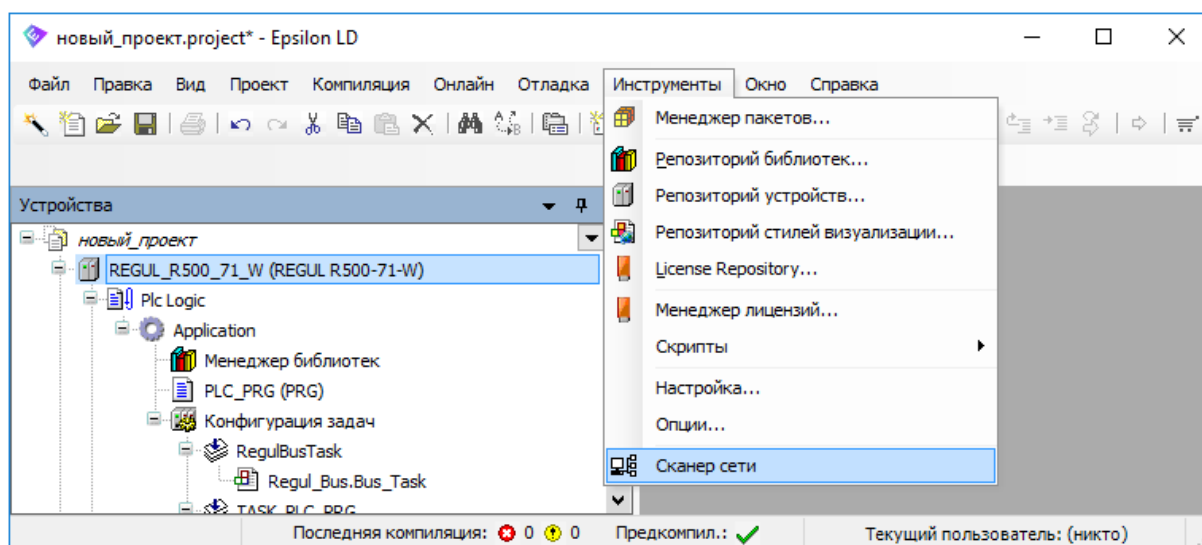 новый_проект.project* - Epsilon LD
Файл Правка Вид Проект Компиляция Онлайн Отладка Инструменты Окно Справка
Менеджер пакетов...
Репозиторий библиотек...
Репозиторий устройств...
Репозиторий стилей визуализации...
License Repository...
Менеджер лицензий...
Скрипты
Настройка...
Опции...
Сканер сети
Устройства
новый_проект
REGUL_R500_71_W (REGUL R500-71-W)
Plc Logic
Application
Менеджер библиотек
PLC_PRG (PRG)
Конфигурация задач
RegulBusTask
Regul_Bus.Bus_Task
TASK_PLC_PRG
Последняя компиляция: 0 0 Предкомпил.: Текущий пользователь: (никто)